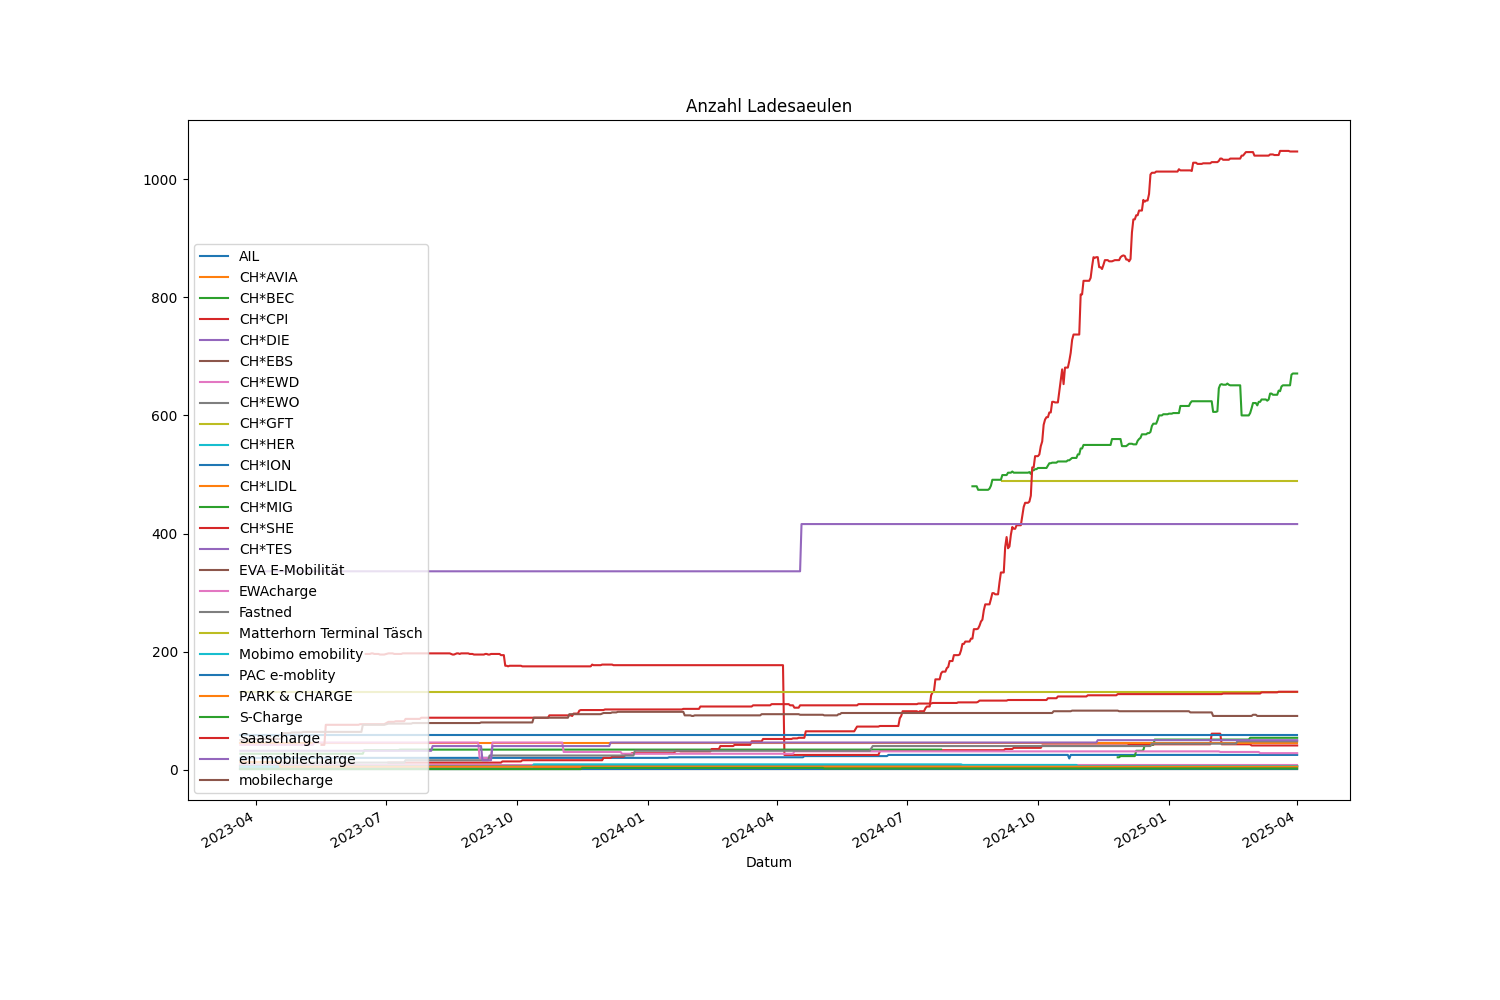 Anzahl Ladesaeulen
1000
800
600
400
200
0
AIL
CH*AVIA
CH*BEC
CH*CPI
CH*DIE
CH*EBS
CH*EWD
CH*EWO
CH*GFT
CH*HER
CH*ION
CH*LIDL
CH*MIG
CH*SHE
CH*TES
EVA E-Mobilität
EWAcharge
Fastned
Matterhorn Terminal Täsch
Mobimo emobility
PAC e-moblity
PARK & CHARGE
S-Charge
Saascharge
en mobilecharge
mobilecharge
2023-04
2023-07
2023-10
2024-01
2024-04
2024-07
2024-10
2025-01
2025-04
Datum